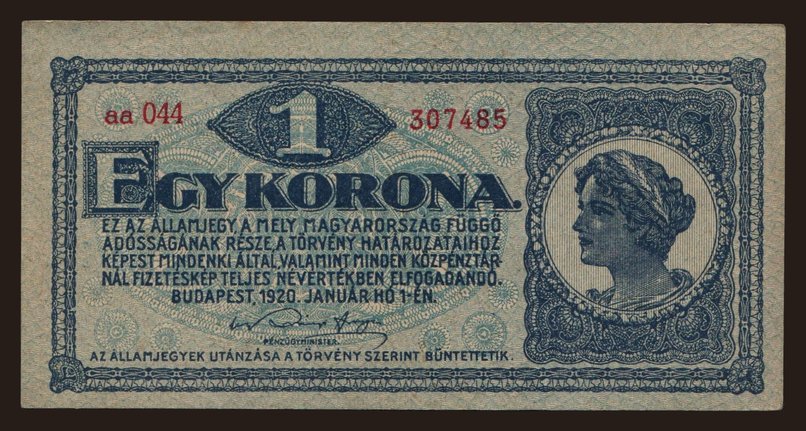 aa 044
1
307485
EGY KORONA.
EZ AZ ÁLLAMJEGY, A MELY MAGYARORSZÁG FÜGGŐ
ADÓSSÁGÁNAK RÉSZE, A TÖRVÉNY HATÁROZATAIHOZ
KÉPEST MINDENKI ÁLTAL, VALAMINT MINDEN KÖZPÉNZTÁR-
NÁL FIZETÉSKÉP TELJES NÉVÉRTÉKBEN ELFOGADANDÓ.
BUDAPEST, 1920. JANUÁR HÓ 1-ÉN.
PÉNZÜGYMINISTER.
AZ ÁLLAMJEGYEK UTÁNZÁSA A TÖRVÉNY SZERINT BÜNTETTETIK.